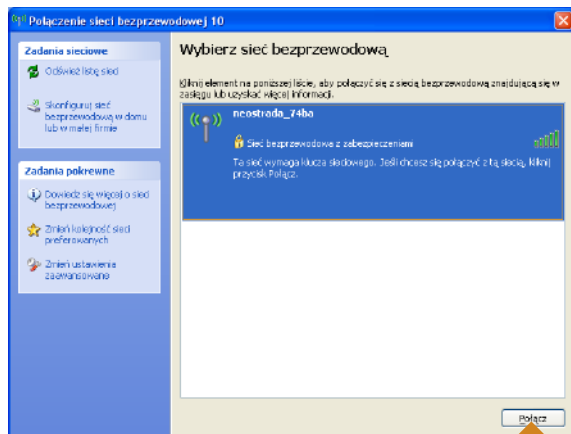 Połączenie sieci bezprzewodowej 10
Zadania sieciowe
Odśwież listę sieci
Skonfiguruj sieć
bezprzewodową w domu
lub w małej firmie
Zadania pokrewne
Dowiedz się więcej o sieci
bezprzewodowej
Zmień kolejność sieci
preferowanych
Zmień ustawienia
zaawansowane
Wybierz sieć bezprzewodową
Kliknij element na poniższej liście, aby połączyć się z siecią bezprzewodową znajdującą się w
zasięgu lub uzyskać więcej informacji.
neostrada_74ba
Sieć bezprzewodowa z zabezpieczeniami
Ta sieć wymaga klucza sieciowego. Jeśli chcesz się połączyć z tą siecią, kliknij
przycisk Połącz.
Połącz